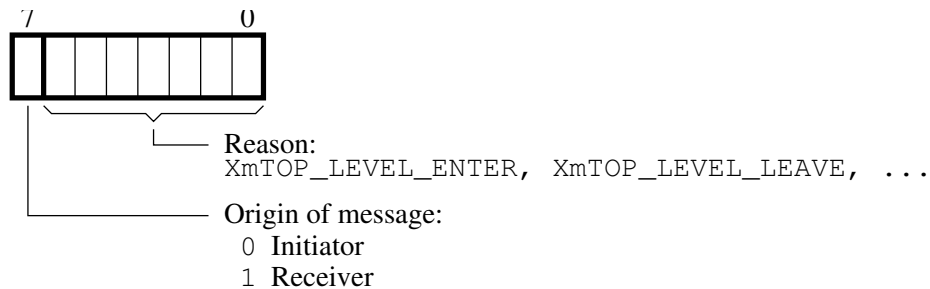 7 0
Reason:
XmTOP_LEVEL_ENTER, XmTOP_LEVEL_LEAVE, ...
Origin of message:
0 Initiator
1 Receiver